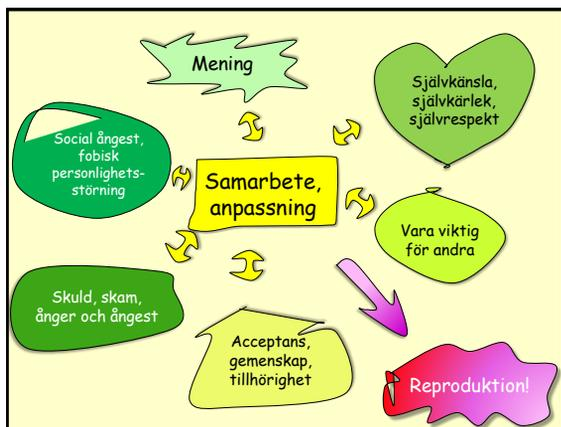 Mening
Självkänsla,
självkärlek,
självrespekt
Social ångest,
fobisk
personlighets-
störning
Samarbete,
anpassning
Vara viktig
för andra
Skuld, skam,
ånger och ångest
Acceptans,
gemenskap,
tillhörighet
Reproduktion!